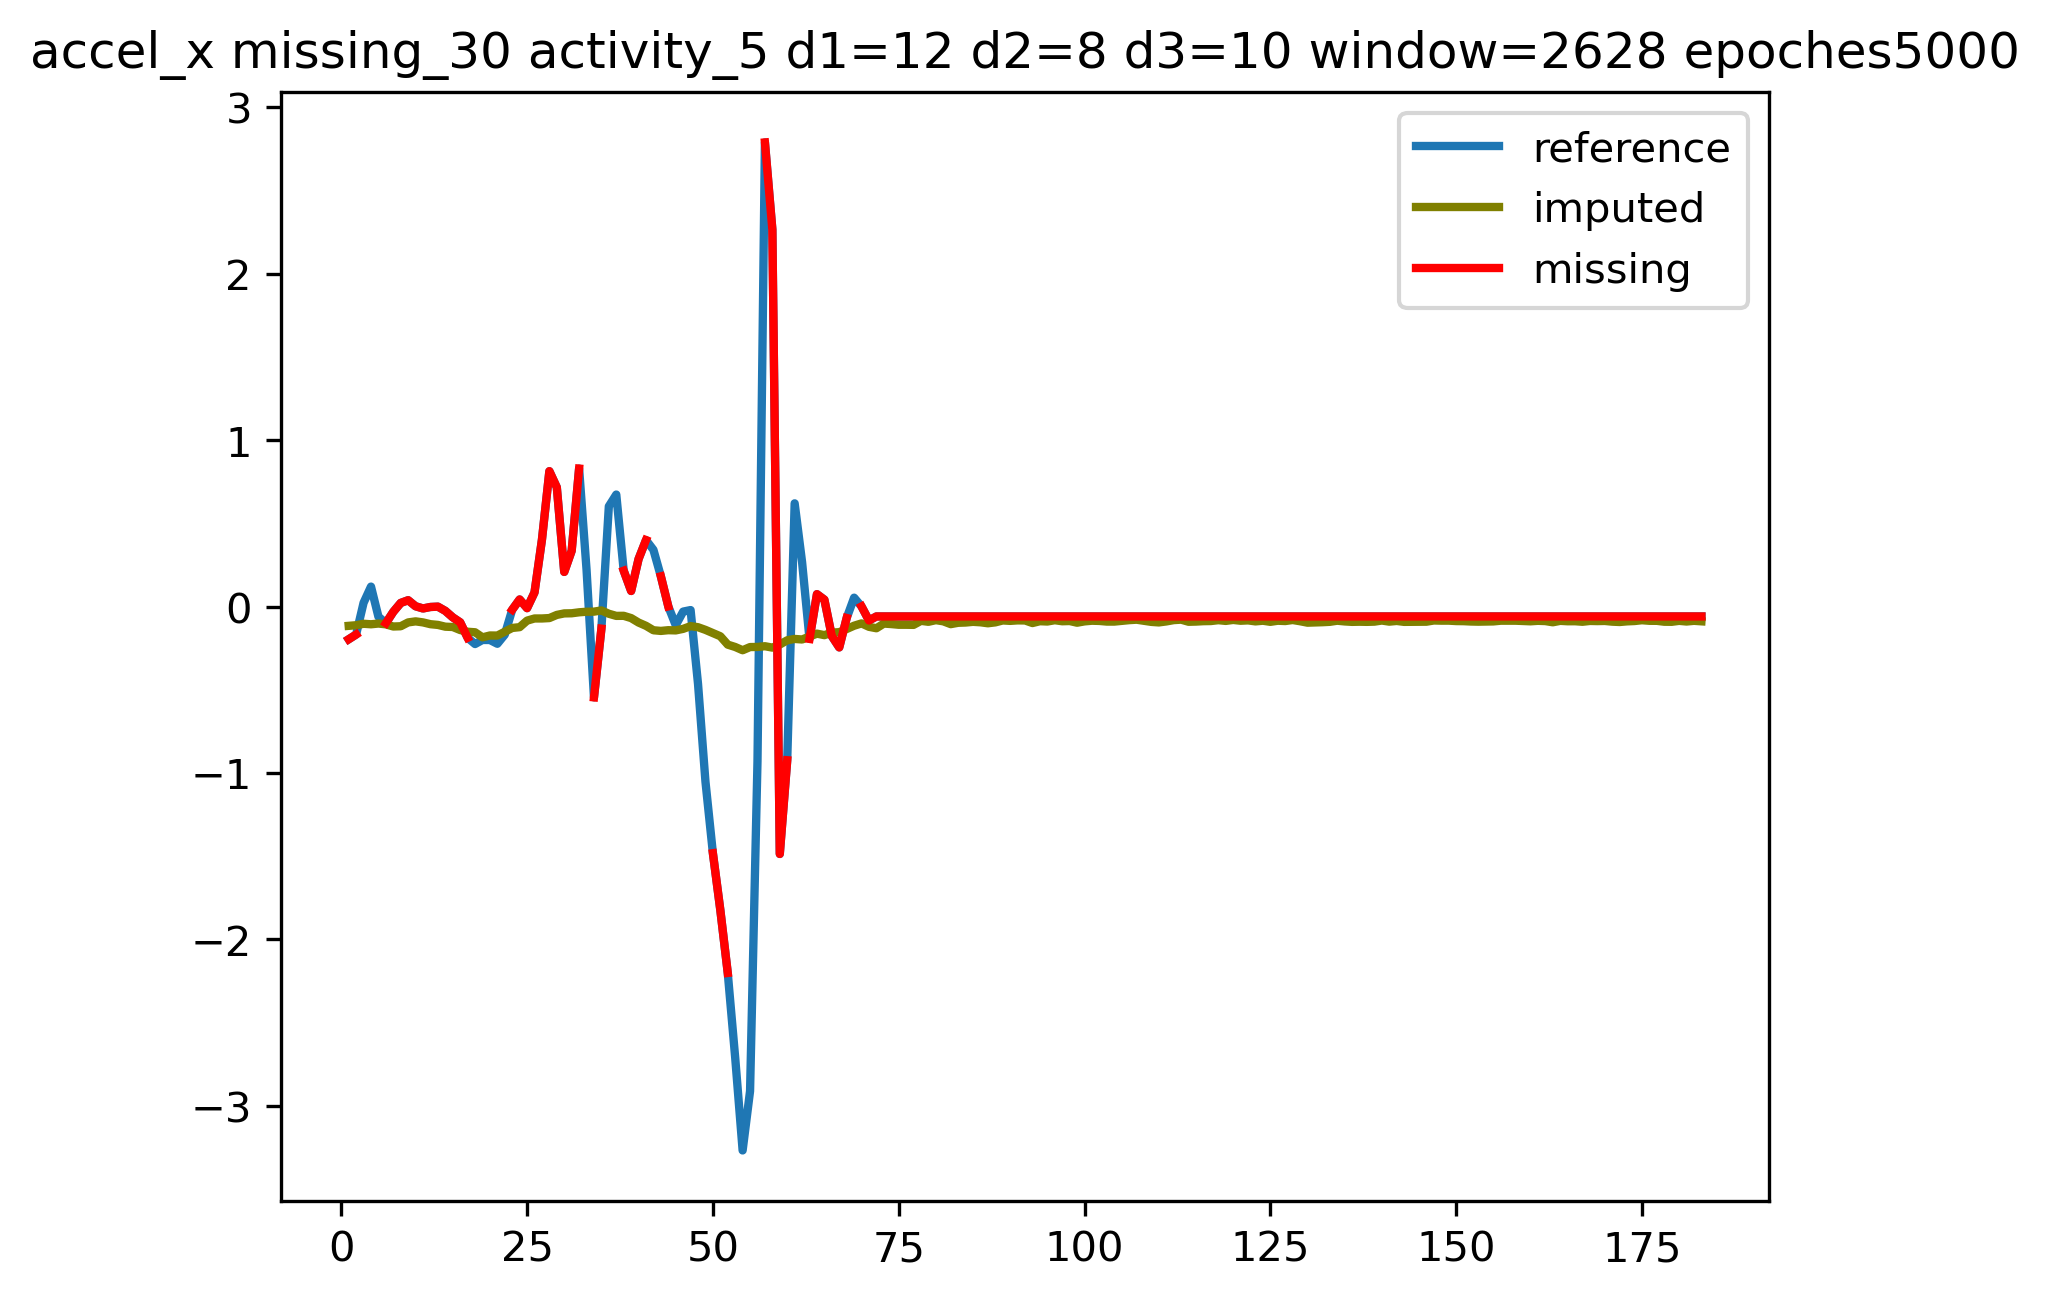 accel_x missing_30 activity_5 d1=12 d2=8 d3=10 window=2628 epoches5000
3
2
1
0
−1
−2
−3
reference
imputed
missing
0 25 50 75 100 125 150 175